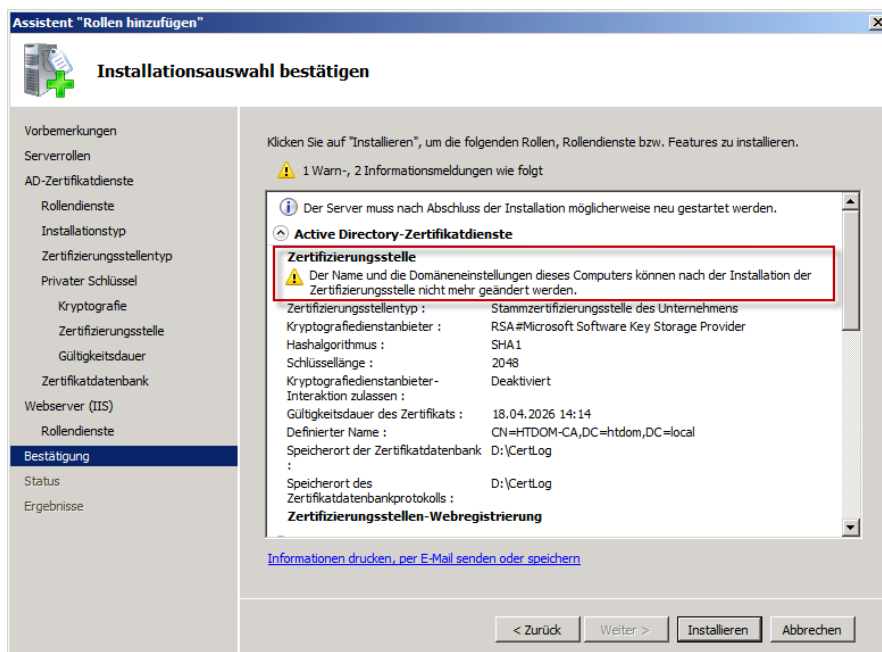 Assistent "Rollen hinzufügen"
Installationsauswahl bestätigen
Vorbemerkungen
Serverrollen
AD-Zertifikatdienste
Rollendienste
Installationstyp
Zertifizierungsstellentyp
Privater Schlüssel
Kryptografie
Zertifizierungsstelle
Gültigkeitsdauer
Zertifikatdatenbank
Webserver (IIS)
Rollendienste
Bestätigung
Status
Ergebnisse
Klicken Sie auf "Installieren", um die folgenden Rollen, Rollendienste bzw. Features zu installieren.
1 Warn-, 2 Informationsmeldungen wie folgt
Der Server muss nach Abschluss der Installation möglicherweise neu gestartet werden.
Active Directory-Zertifikatdienste
Zertifizierungsstelle
Der Name und die Domäneneinstellungen dieses Computers können nach der Installation der
Zertifizierungsstelle nicht mehr geändert werden.
Zertifizierungsstellentyp : Stammzertifizierungsstelle des Unternehmens
Kryptografiedienstanbieter : RSA#Microsoft Software Key Storage Provider
Hashalgorithmus : SHA1
Schlüssellänge : 2048
Kryptografiedienstanbieter- Deaktiviert
Interaktion zulassen :
Gültigkeitsdauer des Zertifikats : 18.04.2026 14:14
Definierter Name : CN=HTDOM-CA,DC=htdom,DC=local
Speicherort der Zertifikatdatenbank D:\CertLog
:
Speicherort des D:\CertLog
Zertifikatdatenbankprotokolls :
Zertifizierungsstellen-Webregistrierung
Informationen drucken, per E-Mail senden oder speichern
< Zurück Weiter > Installieren Abbrechen